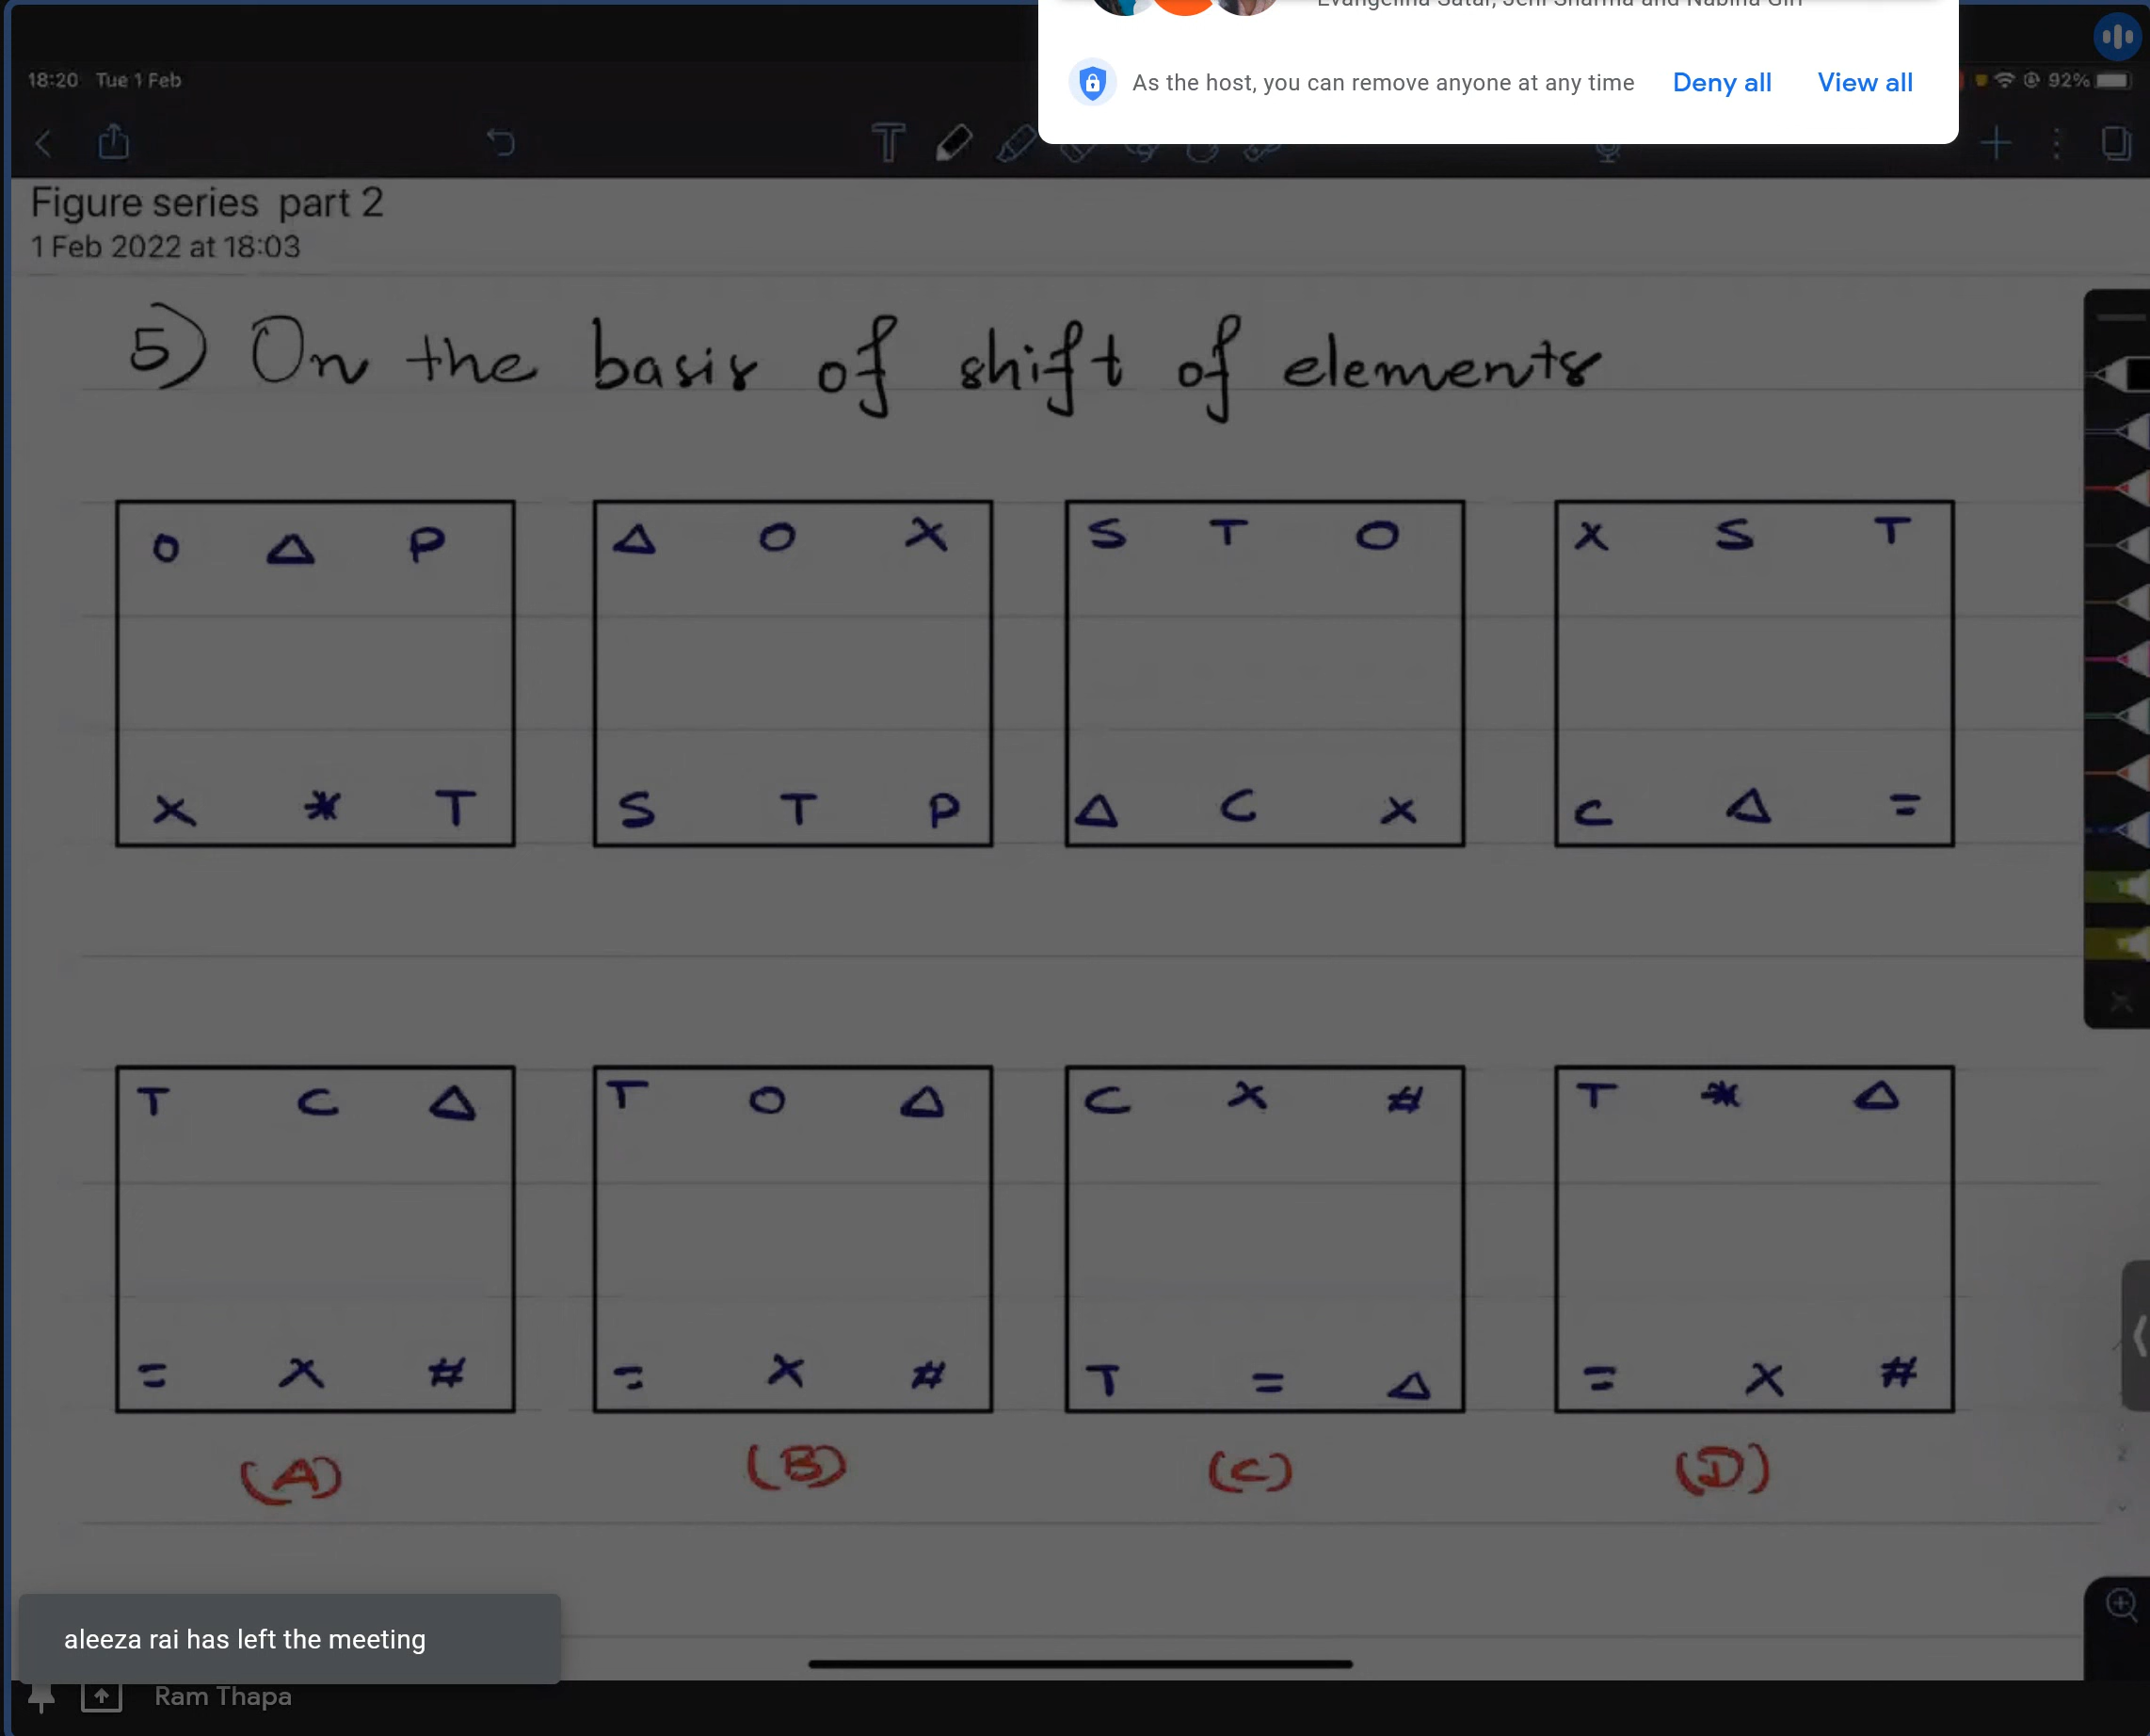 As the host, you can remove anyone at any time Deny all View all
18:20 Tue 1 Feb 92%
Figure series part 2
1 Feb 2022 at 18:03
5) On the basis of shift of elements
O Δ P Δ O X S T O X S T
X * T S T P Δ C X C Δ =
T C Δ T O Δ C X # T * Δ
= X # = X # T = Δ = X #
(A) (B) (C) (D)
aleeza rai has left the meeting
Ram Thapa